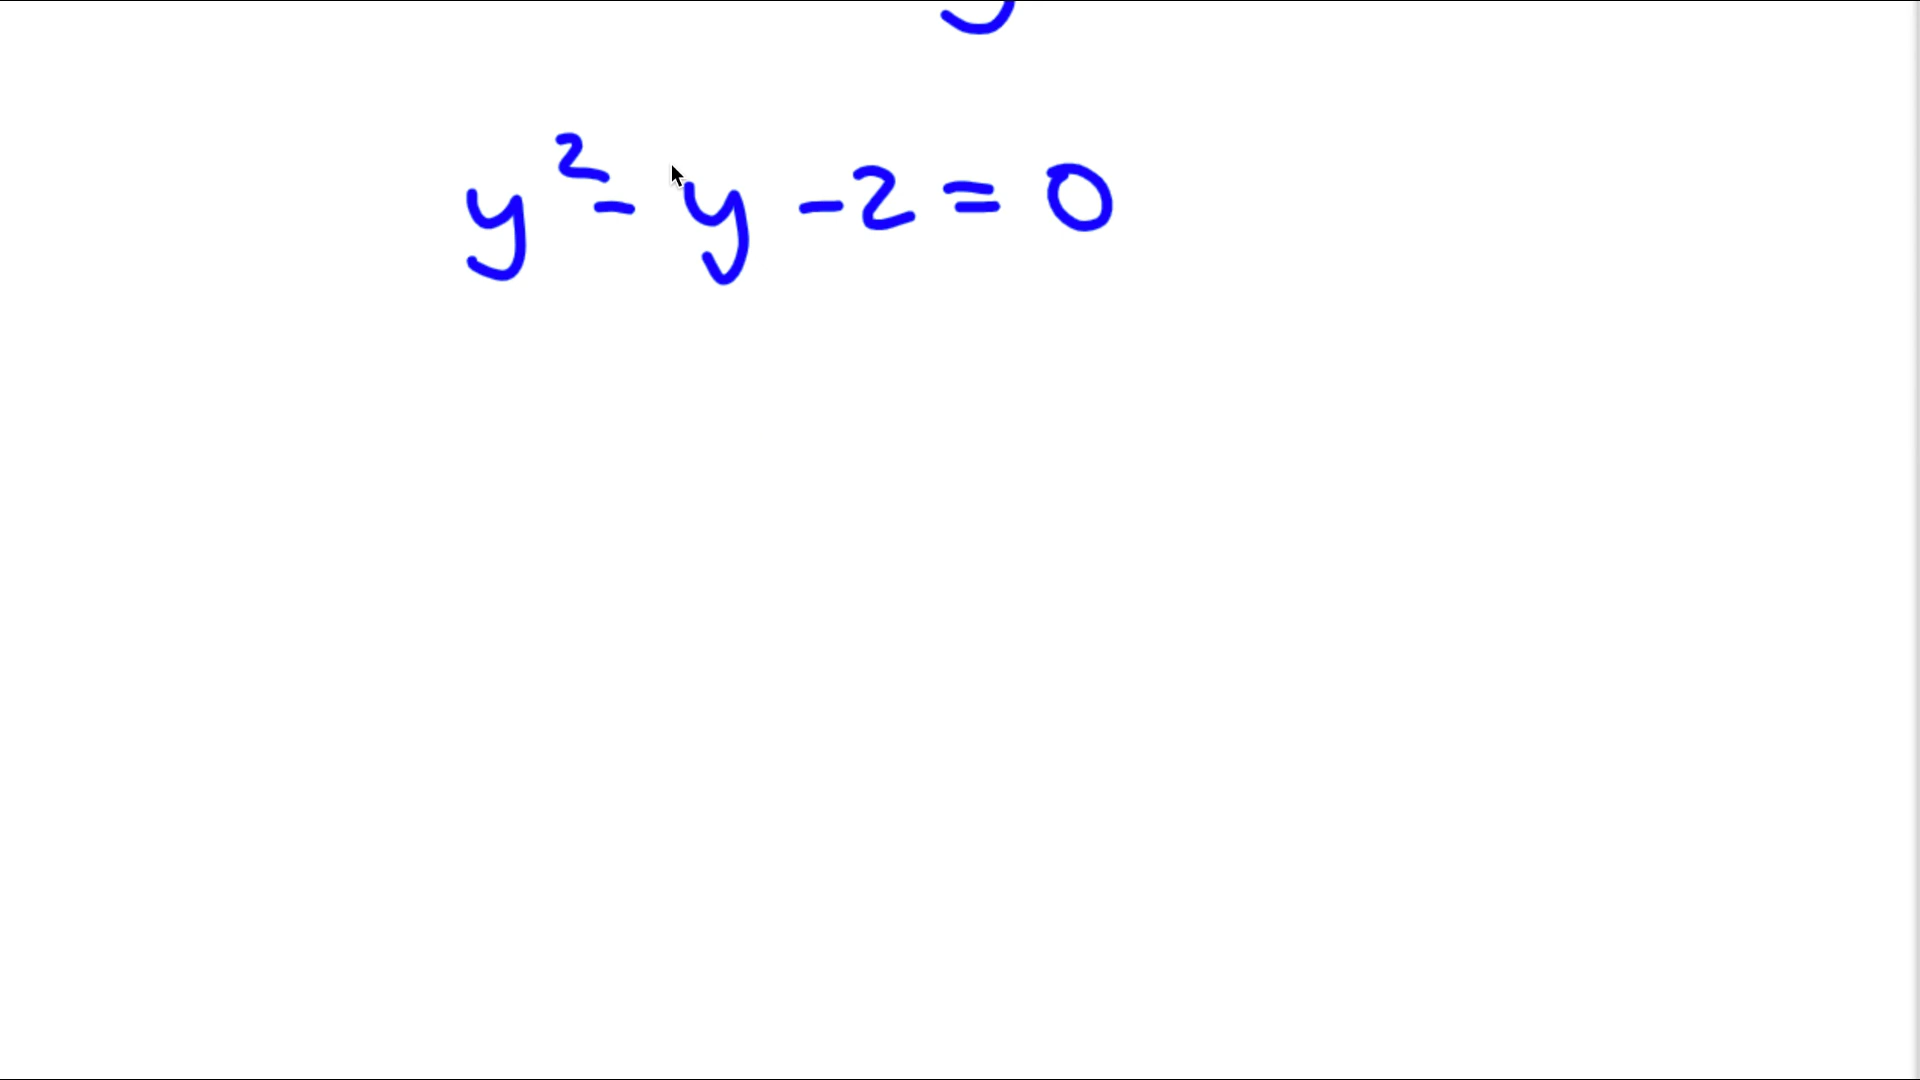 y² - y - 2 = 0